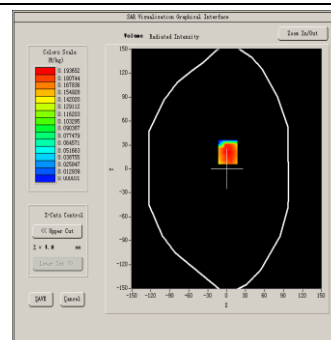 SAR Visualisation Graphical Interface
Colors Scale
(W/kg)
0.193652
0.180744
0.167836
0.154928
0.142020
0.129112
0.116203
0.103295
0.090387
0.077479
0.064571
0.051663
0.038755
0.025847
0.012938
0.000031
Volume Radiated Intensity
Zoom In/Out
150
120
90
60
30
Y
0
-30
-60
-90
-120
-150
-150 -120 -90 -60 -30 0 30 60 90 120 150
X
Z-Cuts Control
<< Upper Cut
Z = 4.0 mm
Lower Cut >>
SAVE Cancel